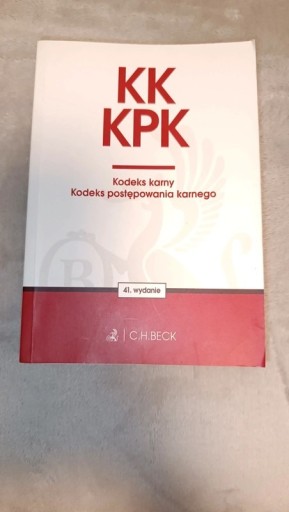 KK
KPK
Kodeks karny
Kodeks postępowania karnego
41. wydanie
C.H.BECK